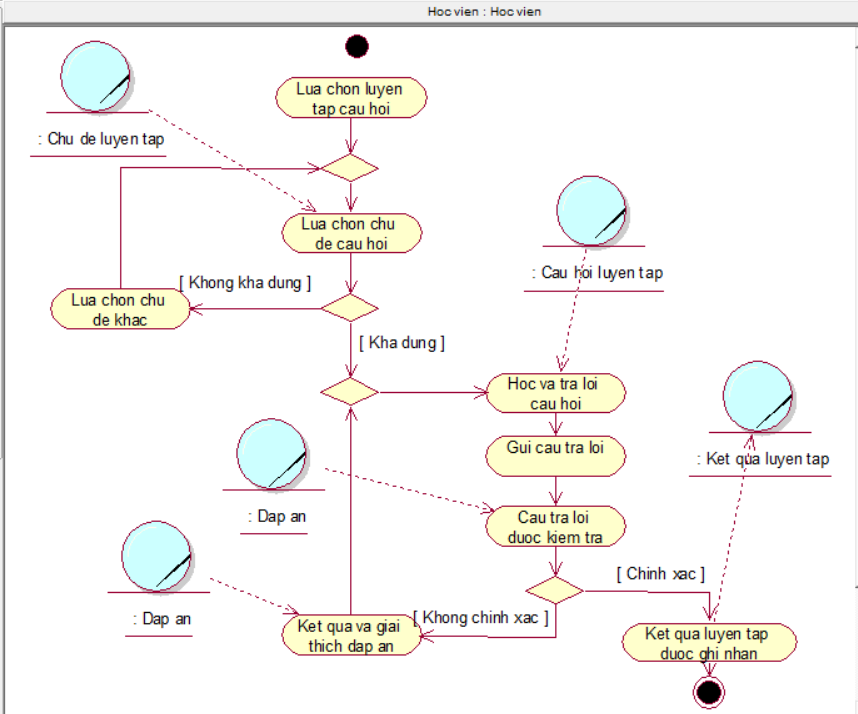 Hoc vien : Hoc vien
Lua chon luyen
tap cau hoi
: Chu de luyen tap
Lua chon chu
de cau hoi
: Cau hoi luyen tap
[ Khong kha dung ]
Lua chon chu
de khac
[ Kha dung ]
Hoc va tra loi
cau hoi
Gui cau tra loi
: Ket qua luyen tap
: Dap an
Cau tra loi
duoc kiem tra
[ Chinh xac ]
: Dap an
[ Khong chinh xac ]
Ket qua va giai
thich dap an
Ket qua luyen tap
duoc ghi nhan